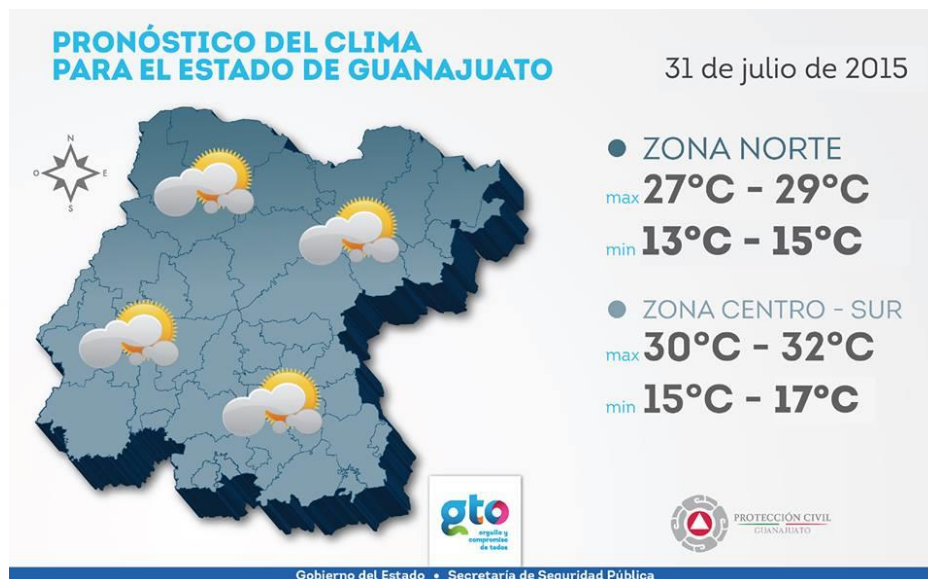 PRONÓSTICO DEL CLIMA
PARA EL ESTADO DE GUANAJUATO
31 de julio de 2015
N
O
E
S
ZONA NORTE
max 27°C - 29°C
min 13°C - 15°C
ZONA CENTRO - SUR
max 30°C - 32°C
min 15°C - 17°C
gto
orgullo y
compromiso
de todos
PROTECCIÓN CIVIL
GUANAJUATO
Gobierno del Estado • Secretaría de Seguridad Pública